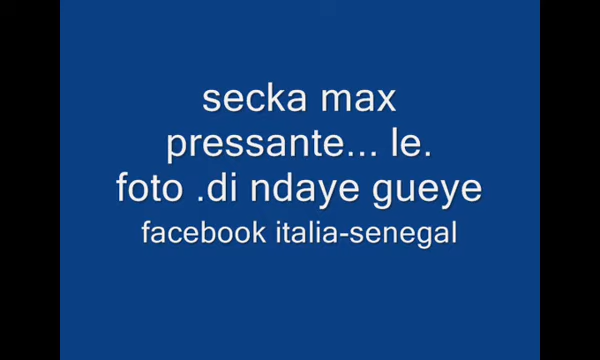 secka max
pressante... le.
foto .di ndaye gueye
facebook italia-senegal